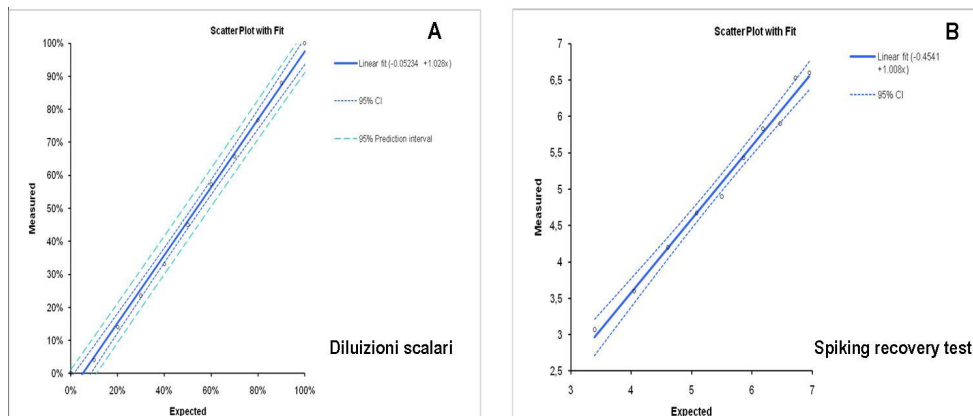 Scatter Plot with Fit
A
100%
90%
80%
70%
60%
50%
40%
30%
20%
10%
0%
Measured
0% 20% 40% 60% 80% 100%
Expected
Linear fit (-0.05234 +1.028x)
95% CI
95% Prediction interval
Diluizioni scalari
Scatter Plot with Fit
B
7
6,5
6
5,5
5
4,5
4
3,5
3
2,5
Measured
3 4 5 6 7
Expected
Linear fit (-0.4541
+1.008x)
95% CI
Spiking recovery test